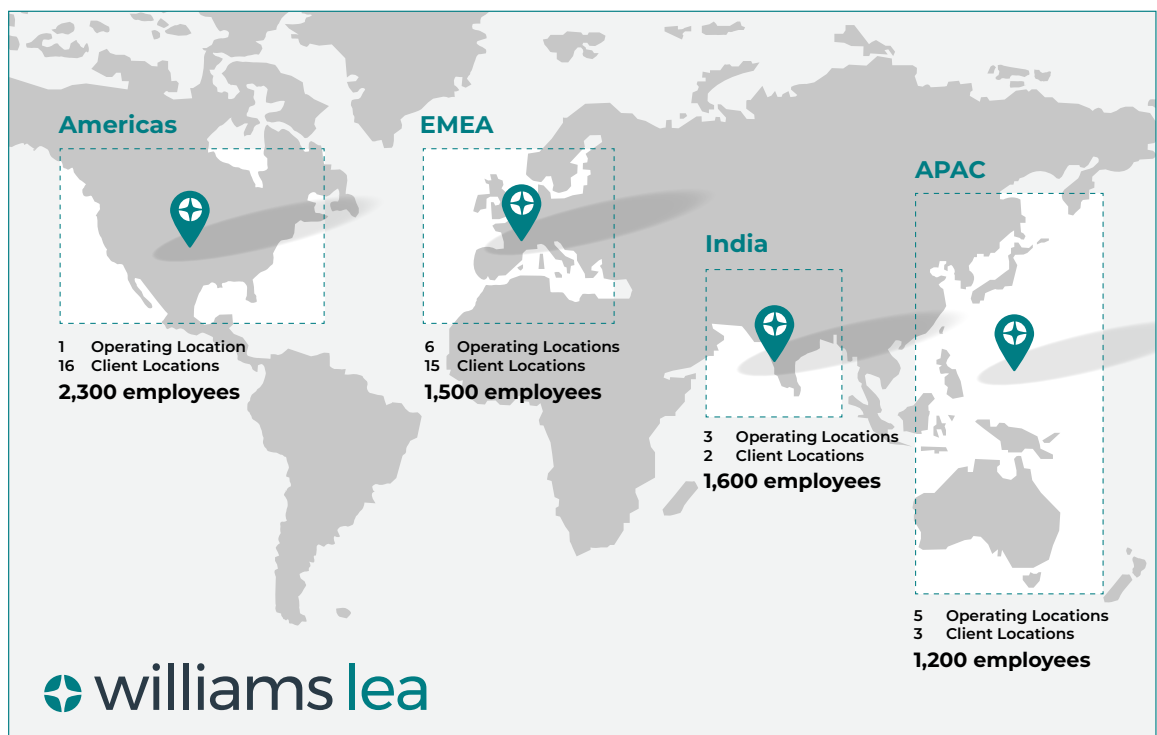 Americas
1 Operating Location
16 Client Locations
2,300 employees
EMEA
6 Operating Locations
15 Client Locations
1,500 employees
India
3 Operating Locations
2 Client Locations
1,600 employees
APAC
5 Operating Locations
3 Client Locations
1,200 employees
williams lea